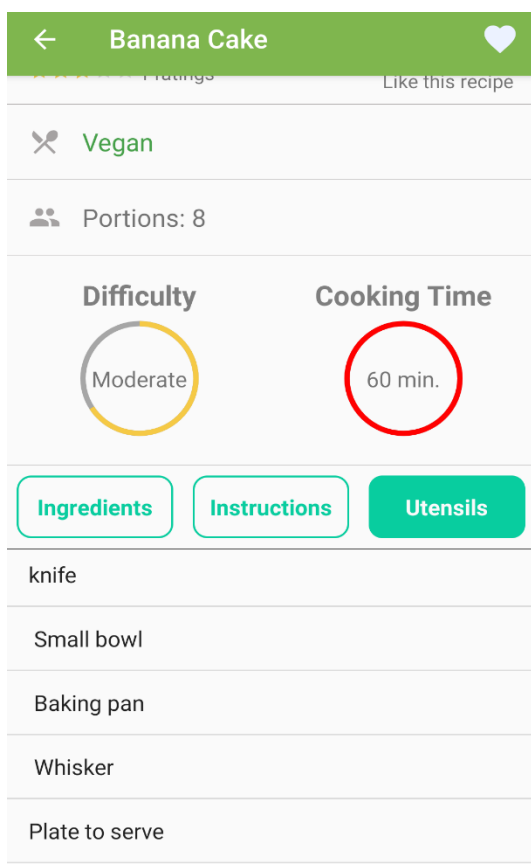 Banana Cake
ratings
Like this recipe
Vegan
Portions: 8
Difficulty
Cooking Time
Moderate
60 min.
Ingredients
Instructions
Utensils
knife
Small bowl
Baking pan
Whisker
Plate to serve